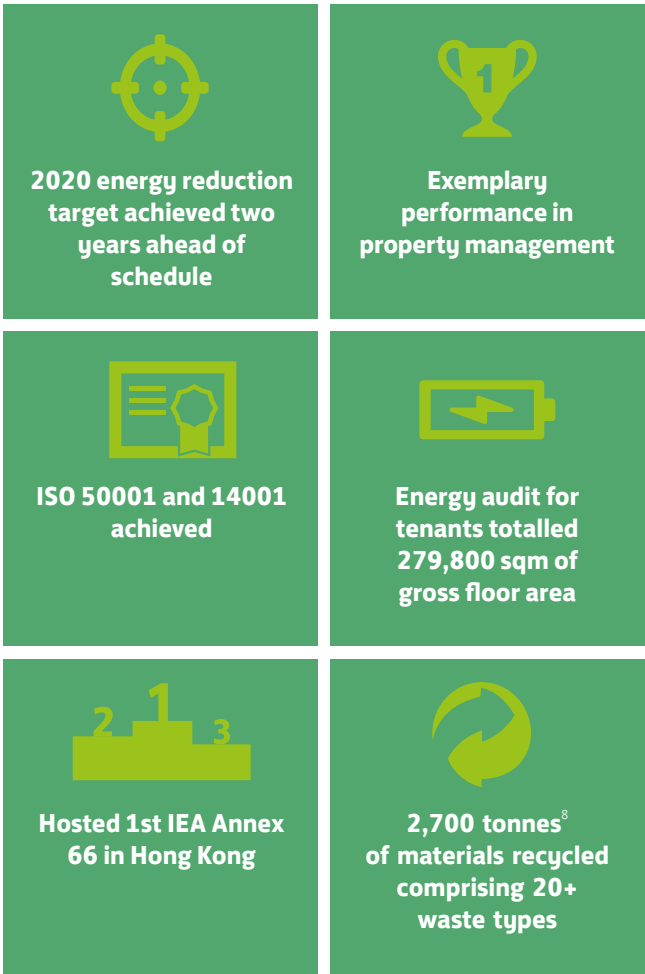 2020 energy reduction
target achieved two
years ahead of
schedule
1
Exemplary
performance in
property management
ISO 50001 and 14001
achieved
Energy audit for
tenants totalled
279,800 sqm of
gross floor area
2 1 3
Hosted 1st IEA Annex
66 in Hong Kong
2,700 tonnes⁸
of materials recycled
comprising 20+
waste types